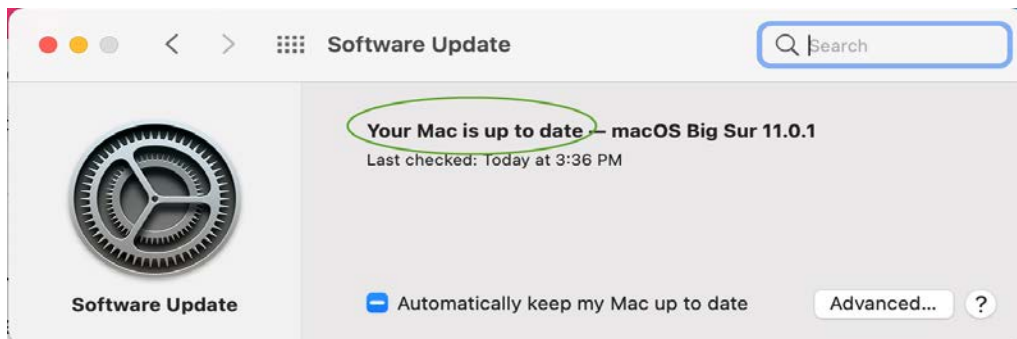 Software Update
Search
Your Mac is up to date — macOS Big Sur 11.0.1
Last checked: Today at 3:36 PM
Software Update
Automatically keep my Mac up to date
Advanced...
?